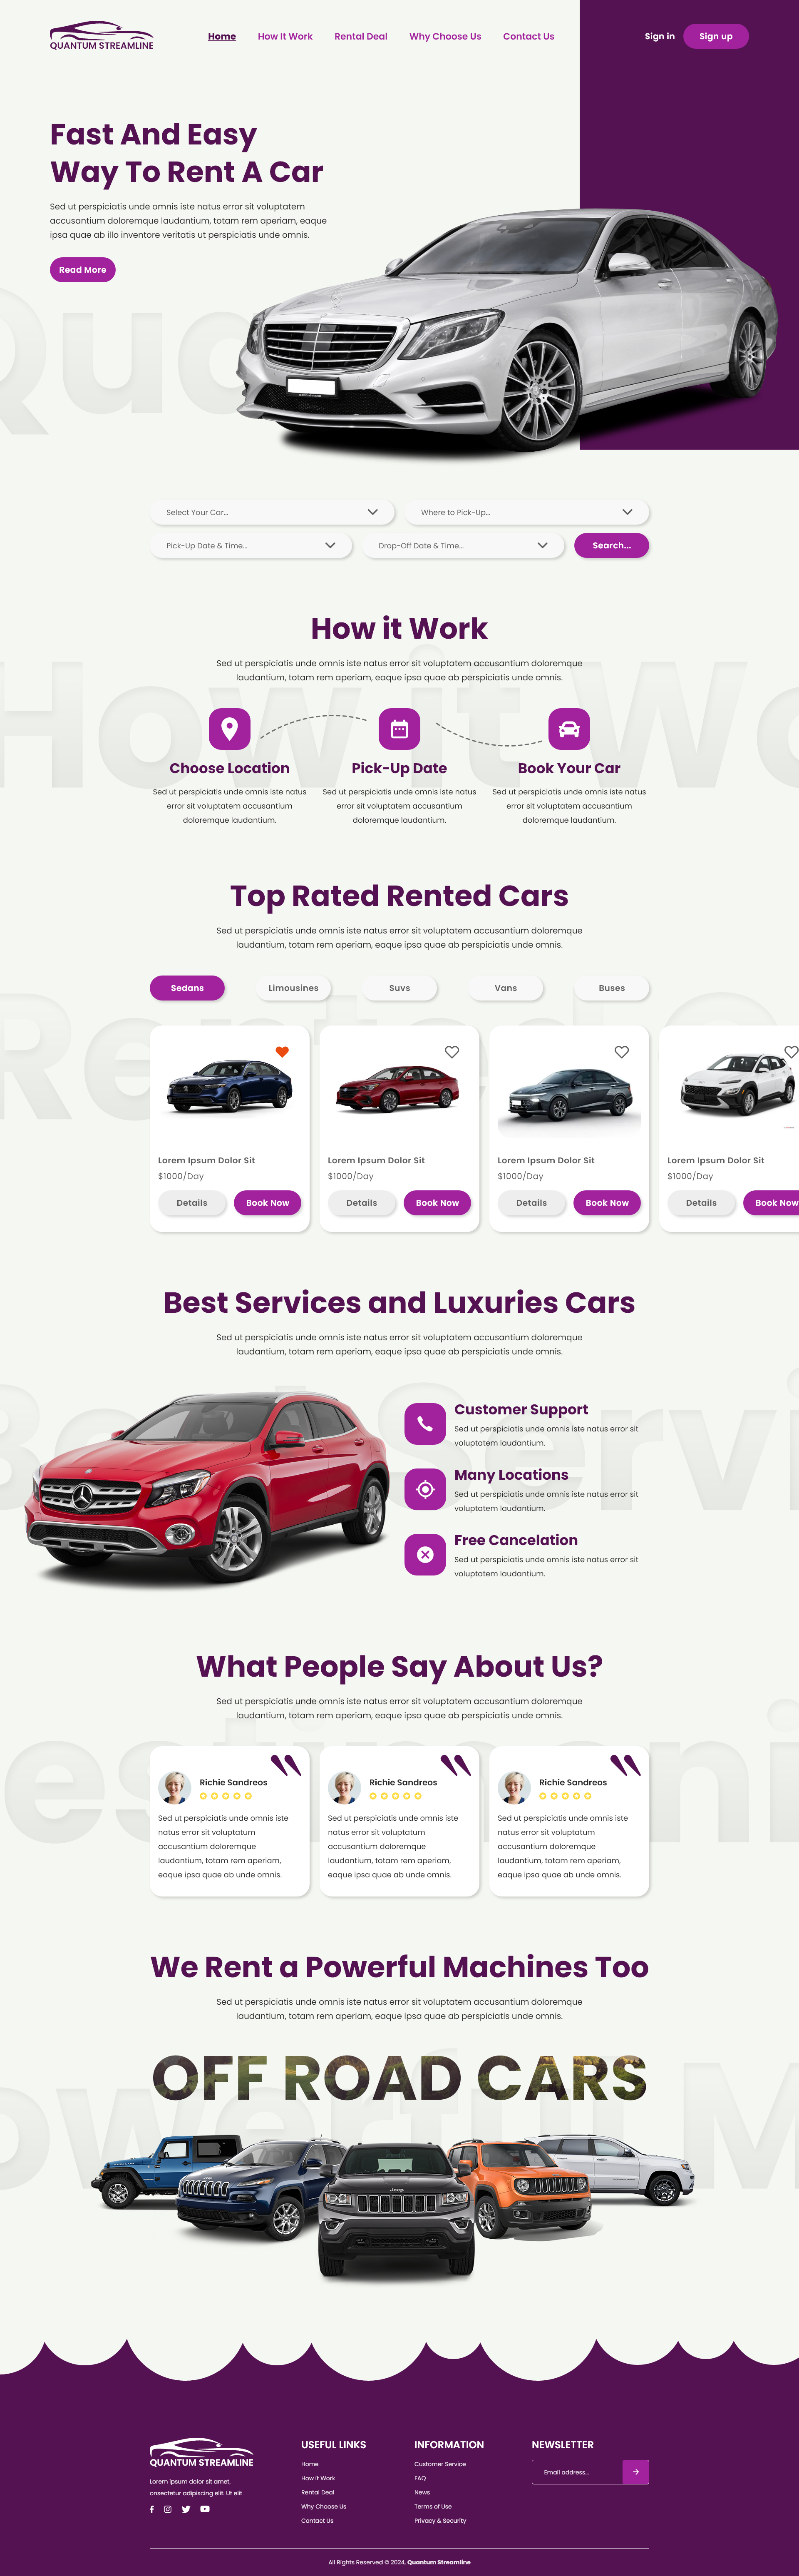 QUANTUM STREAMLINE
Home
How It Work
Rental Deal
Why Choose Us
Contact Us
Sign in
Sign up
Fast And Easy
Way To Rent A Car
Sed ut perspiciatis unde omnis iste natus error sit voluptatem
accusantium doloremque laudantium, totam rem aperiam, eaque
ipsa quae ab illo inventore veritatis ut perspiciatis unde omnis.
Read More
Quo
Select Your Car...
Where to Pick-Up...
Pick-Up Date & Time...
Drop-Off Date & Time...
Search...
How it Work
Sed ut perspiciatis unde omnis iste natus error sit voluptatem accusantium doloremque
laudantium, totam rem aperiam, eaque ipsa quae ab perspiciatis unde omnis.
How it Wo
Choose Location
Sed ut perspiciatis unde omnis iste natus
error sit voluptatem accusantium
doloremque laudantium.
Pick-Up Date
Sed ut perspiciatis unde omnis iste natus
error sit voluptatem accusantium
doloremque laudantium.
Book Your Car
Sed ut perspiciatis unde omnis iste natus
error sit voluptatem accusantium
doloremque laudantium.
Top Rated Rented Cars
Sed ut perspiciatis unde omnis iste natus error sit voluptatem accusantium doloremque
laudantium, totam rem aperiam, eaque ipsa quae ab perspiciatis unde omnis.
Sedans
Limousines
Suvs
Vans
Buses
Rented C
Lorem Ipsum Dolor Sit
$1000/Day
Details
Book Now
Lorem Ipsum Dolor Sit
$1000/Day
Details
Book Now
Lorem Ipsum Dolor Sit
$1000/Day
Details
Book Now
Lorem Ipsum Dolor Sit
$1000/Day
Details
Book Now
Best Services and Luxuries Cars
Sed ut perspiciatis unde omnis iste natus error sit voluptatem accusantium doloremque
laudantium, totam rem aperiam, eaque ipsa quae ab perspiciatis unde omnis.
Best Servi
Customer Support
Sed ut perspiciatis unde omnis iste natus error sit
voluptatem laudantium.
Many Locations
Sed ut perspiciatis unde omnis iste natus error sit
voluptatem laudantium.
Free Cancelation
Sed ut perspiciatis unde omnis iste natus error sit
voluptatem laudantium.
What People Say About Us?
Sed ut perspiciatis unde omnis iste natus error sit voluptatem accusantium doloremque
laudantium, totam rem aperiam, eaque ipsa quae ab perspiciatis unde omnis.
estimoni
Richie Sandreos
Sed ut perspiciatis unde omnis iste
natus error sit voluptatum
accusantium doloremque
laudantium, totam rem aperiam,
eaque ipsa quae ab unde omnis.
Richie Sandreos
Sed ut perspiciatis unde omnis iste
natus error sit voluptatum
accusantium doloremque
laudantium, totam rem aperiam,
eaque ipsa quae ab unde omnis.
Richie Sandreos
Sed ut perspiciatis unde omnis iste
natus error sit voluptatum
accusantium doloremque
laudantium, totam rem aperiam,
eaque ipsa quae ab unde omnis.
We Rent a Powerful Machines Too
Sed ut perspiciatis unde omnis iste natus error sit voluptatem accusantium doloremque
laudantium, totam rem aperiam, eaque ipsa quae ab perspiciatis unde omnis.
OFF ROAD CARS
owerful M
Jeep
QUANTUM STREAMLINE
Lorem ipsum dolor sit amet,
onsectetur adipiscing elit. Ut elit
USEFUL LINKS
Home
How it Work
Rental Deal
Why Choose Us
Contact Us
INFORMATION
Customer Service
FAQ
News
Terms of Use
Privacy & Security
NEWSLETTER
Email address...
All Rights Reserved © 2024, Quantum Streamline